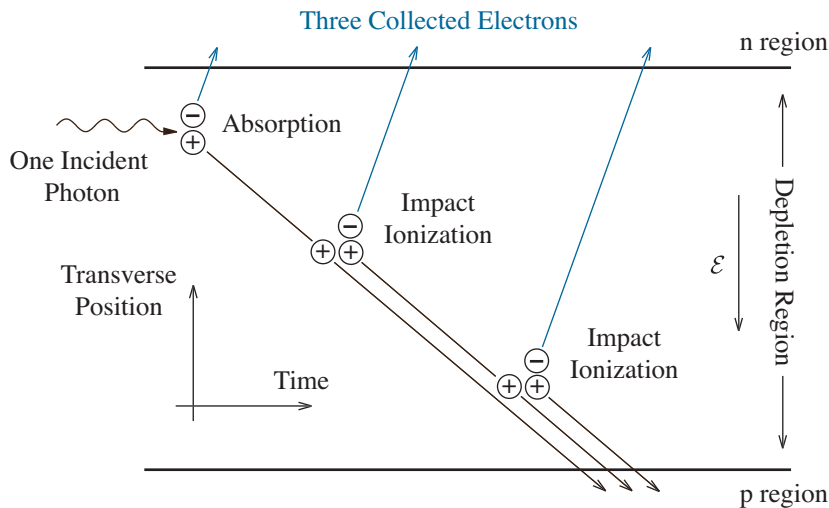 Three Collected Electrons
n region
Absorption
One Incident
Photon
Impact
Ionization
Transverse
Position
Time
ℰ
Depletion Region
Impact
Ionization
p region